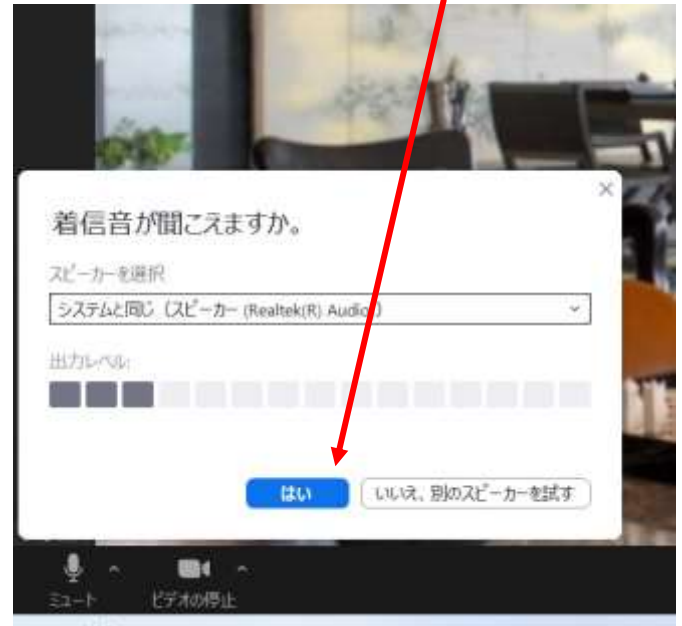 着信音が聞こえますか。
スピーカーを選択
システムと同じ (スピーカー (Realtek(R) Audio))
出力レベル:
はい
いいえ、別のスピーカーを試す
ミュート
ビデオの停止